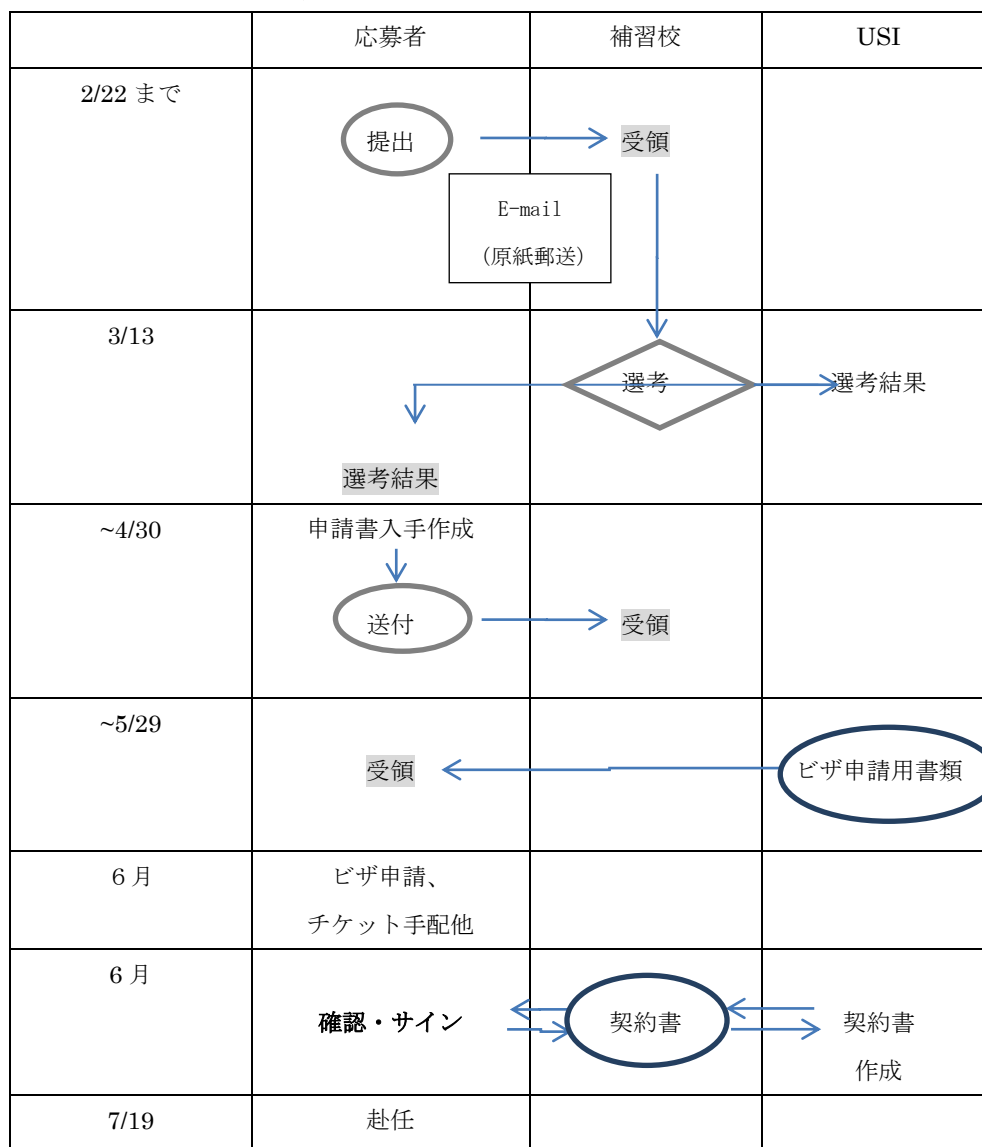 応募者
補習校
USI
2/22 まで
提出
受領
E-mail
(原紙郵送)
3/13
選考
選考結果
選考結果
~4/30
申請書入手作成
送付
受領
~5/29
受領
ビザ申請用書類
6 月
ビザ申請、
チケット手配他
6 月
確認・サイン
契約書
契約書
作成
7/19
赴任